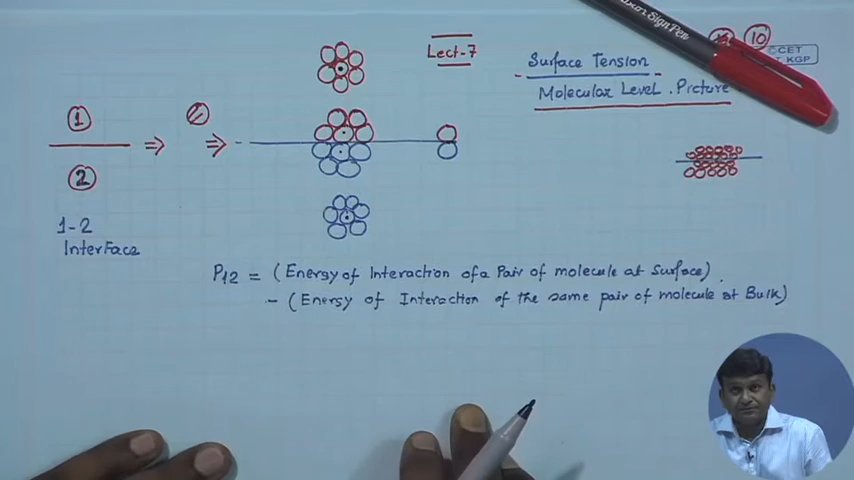 Lect-7
10
© CET
KGP
Surface Tension
Molecular Level Picture
1
2
1-2
InterFace
P12 = (Energy of Interaction of a Pair of molecule at Surface)
- (Energy of Interaction of the same pair of molecule at Bulk)